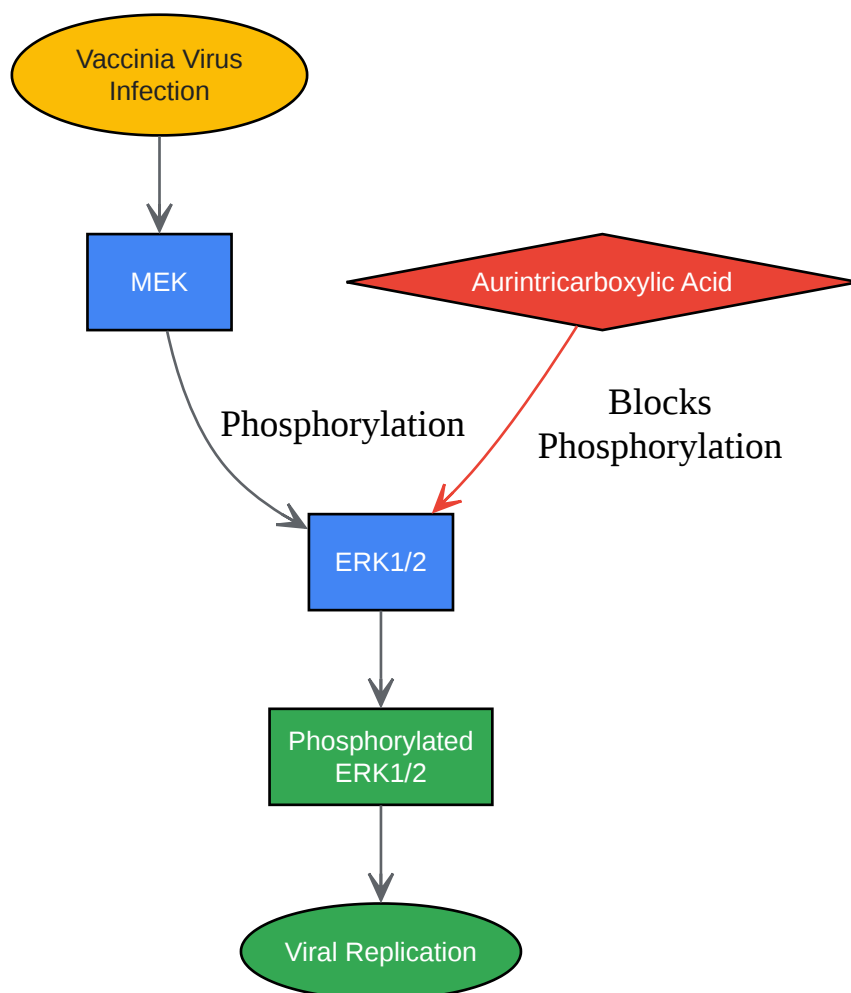 Vaccinia Virus
Infection
MEK
Aurintricarboxylic Acid
Phosphorylation
Blocks
Phosphorylation
ERK1/2
Phosphorylated
ERK1/2
Viral Replication